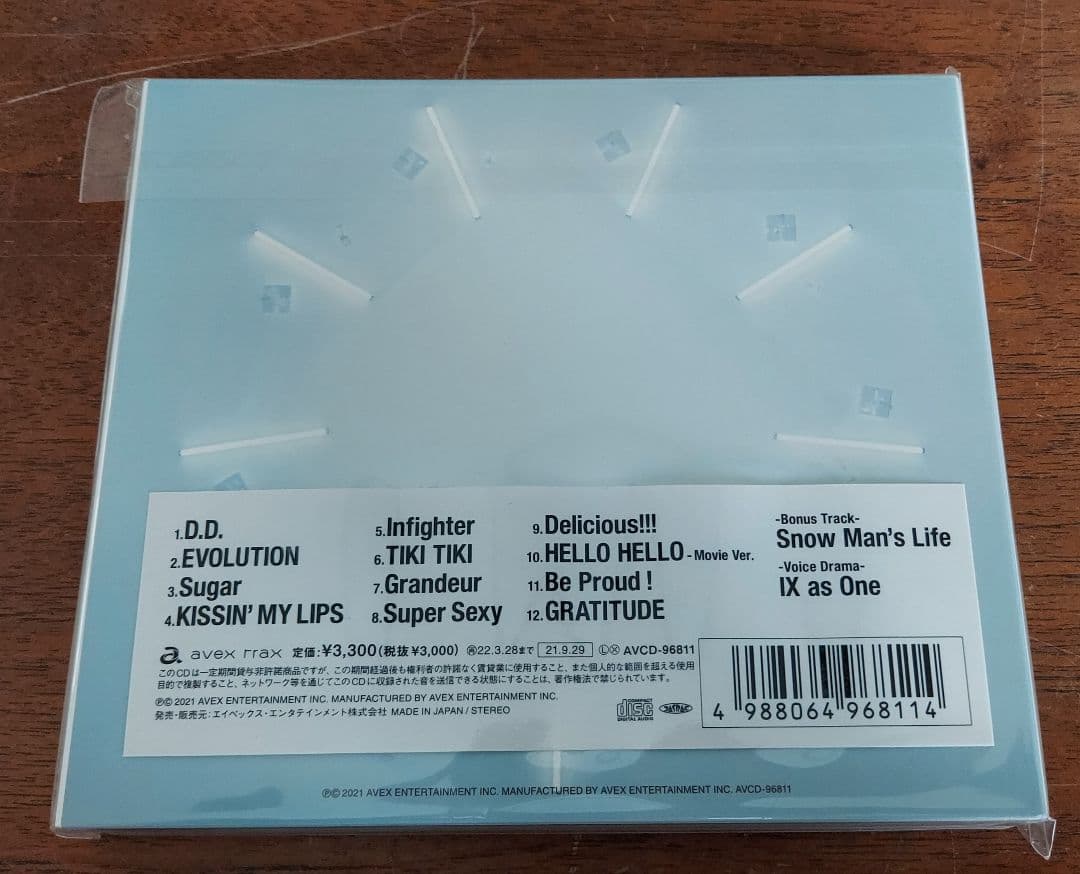 1.D.D.
2.EVOLUTION
3.Sugar
4.KISSIN' MY LIPS
5.Infighter
6.TIKI TIKI
7.Grandeur
8.Super Sexy
9.Delicious!!!
10.HELLO HELLO -Movie Ver.
11.Be Proud !
12.GRATITUDE
-Bonus Track-
Snow Man's Life
-Voice Drama-
IX as One
avex trax 定価:¥3,300(税抜¥3,000) 再22.3.28まで 21.9.29 Ⓛ AVCD-96811
このCDは一定期間貸与非許諾商品ですが、この期間経過後も権利者の許諾なく賃貸業に使用すること、また個人的な範囲を超える使用
目的で複製すること、ネットワーク等を通じてこのCDに収録された音を送信できる状態にすることは、著作権法で禁じられています。
ⓅⒸ 2021 AVEX ENTERTAINMENT INC. MANUFACTURED BY AVEX ENTERTAINMENT INC.
発売・販売元:エイベックス・エンタテインメント株式会社 MADE IN JAPAN / STEREO
COMPACT
disc
DIGITAL AUDIO
4 988064 968114
ⓅⒸ 2021 AVEX ENTERTAINMENT INC. MANUFACTURED BY AVEX ENTERTAINMENT INC. AVCD-96811